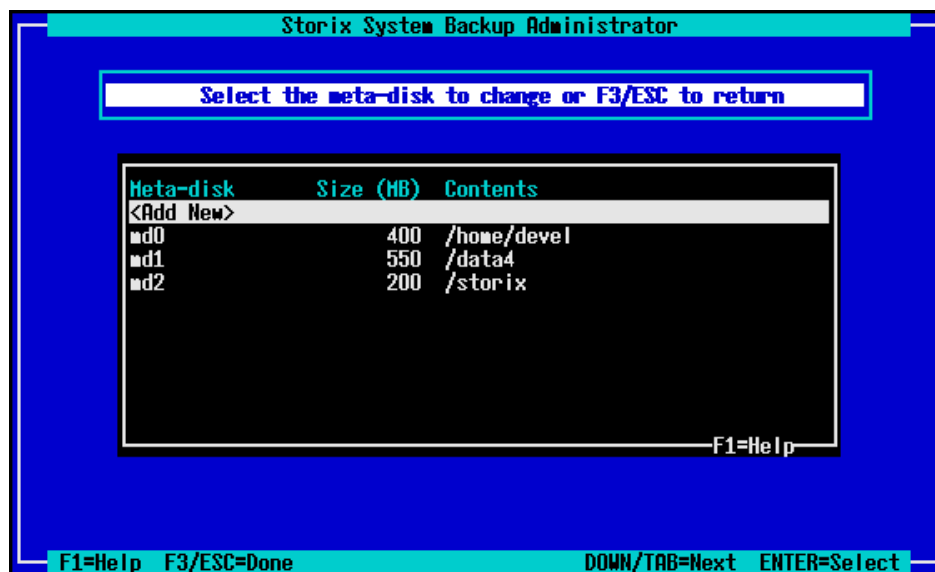 Storix System Backup Administrator
Select the meta-disk to change or F3/ESC to return
Meta-disk Size (MB) Contents
<Add New>
md0 400 /home/devel
md1 550 /data4
md2 200 /storix
F1=Help
F1=Help F3/ESC=Done DOWN/TAB=Next ENTER=Select